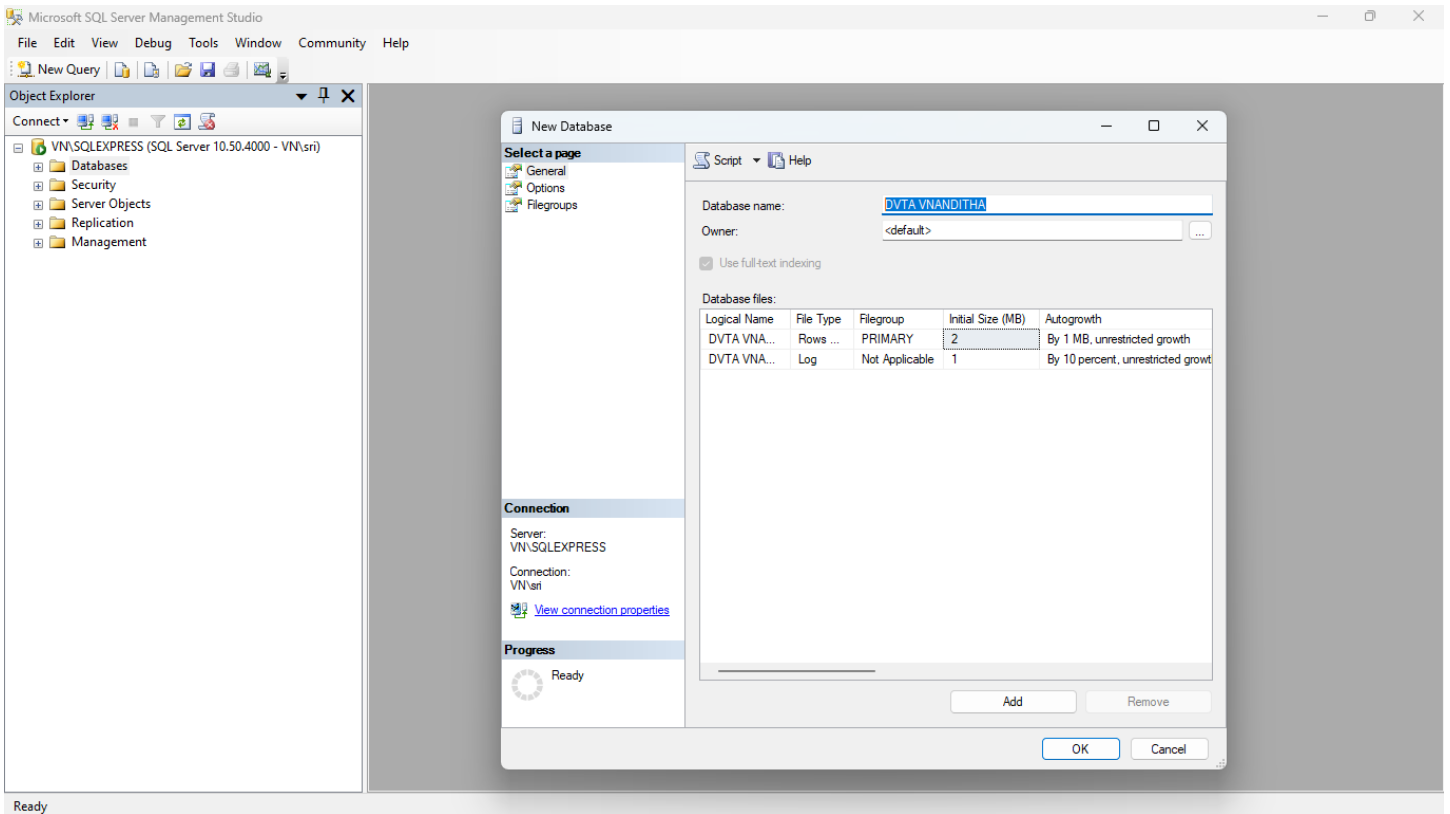 Microsoft SQL Server Management Studio
File Edit View Debug Tools Window Community Help
New Query
Object Explorer
Connect
VN\SQLEXPRESS (SQL Server 10.50.4000 - VN\sri)
Databases
Security
Server Objects
Replication
Management
New Database
Select a page
General
Options
Filegroups
Script Help
Database name: DVTA VNANDITHA
Owner: <default> ...
Use full-text indexing
Database files:
Logical Name File Type Filegroup Initial Size (MB) Autogrowth
DVTA VNA... Rows ... PRIMARY 2 By 1 MB, unrestricted growth
DVTA VNA... Log Not Applicable 1 By 10 percent, unrestricted growt
Connection
Server:
VN\SQLEXPRESS
Connection:
VN\sri
View connection properties
Progress
Ready
Add Remove
OK Cancel
Ready